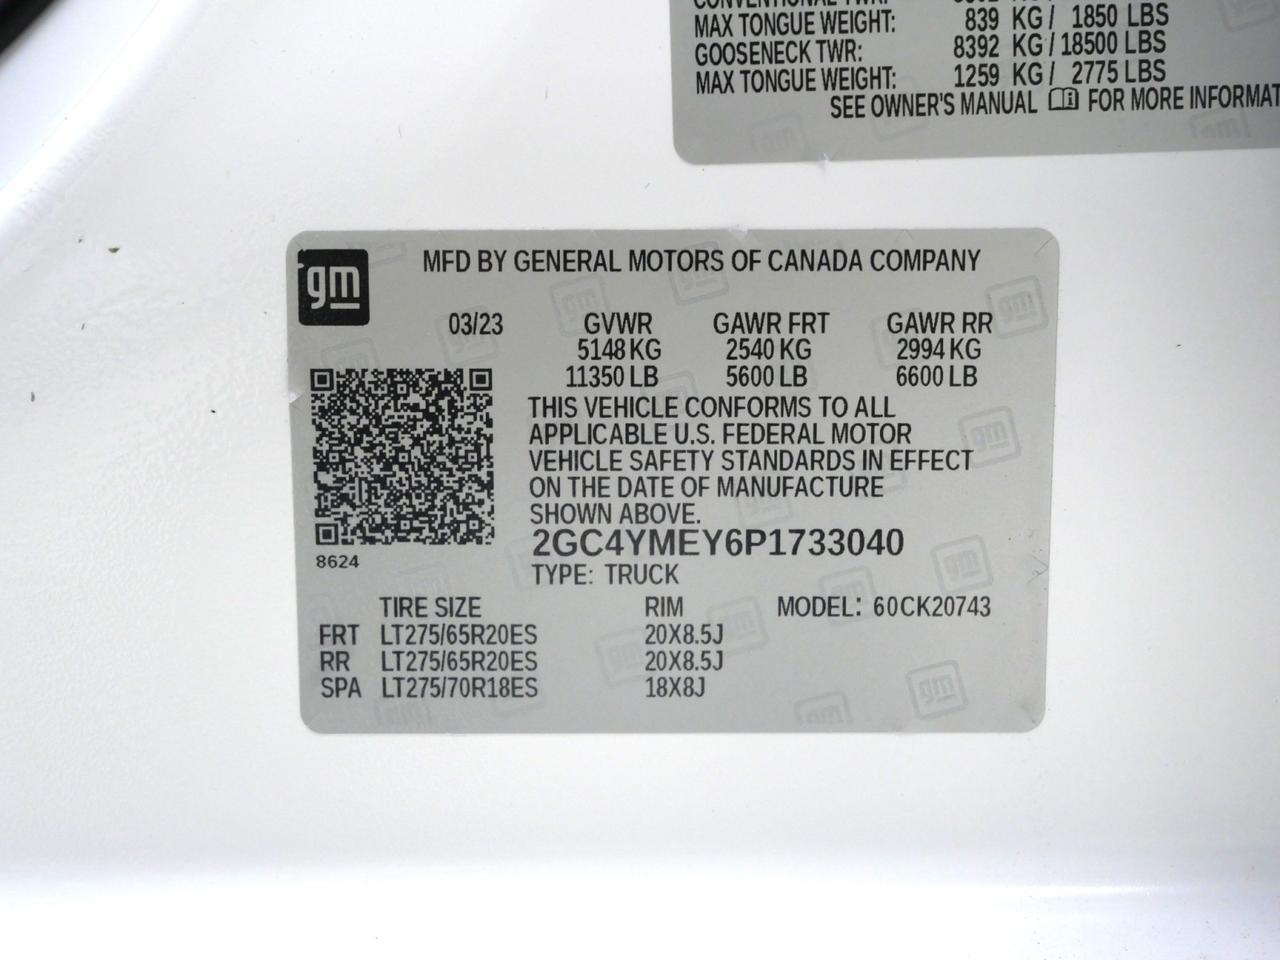 MAX TONGUE WEIGHT: 839 KG / 1850 LBS
GOOSENECK TWR: 8392 KG / 18500 LBS
MAX TONGUE WEIGHT: 1259 KG / 2775 LBS
SEE OWNER'S MANUAL FOR MORE INFORMAT
gm
MFD BY GENERAL MOTORS OF CANADA COMPANY
03/23 GVWR GAWR FRT GAWR RR
5148 KG 2540 KG 2994 KG
11350 LB 5600 LB 6600 LB
THIS VEHICLE CONFORMS TO ALL
APPLICABLE U.S. FEDERAL MOTOR
VEHICLE SAFETY STANDARDS IN EFFECT
ON THE DATE OF MANUFACTURE
SHOWN ABOVE.
8624
2GC4YMEY6P1733040
TYPE: TRUCK
TIRE SIZE RIM MODEL: 60CK20743
FRT LT275/65R20ES 20X8.5J
RR LT275/65R20ES 20X8.5J
SPA LT275/70R18ES 18X8J